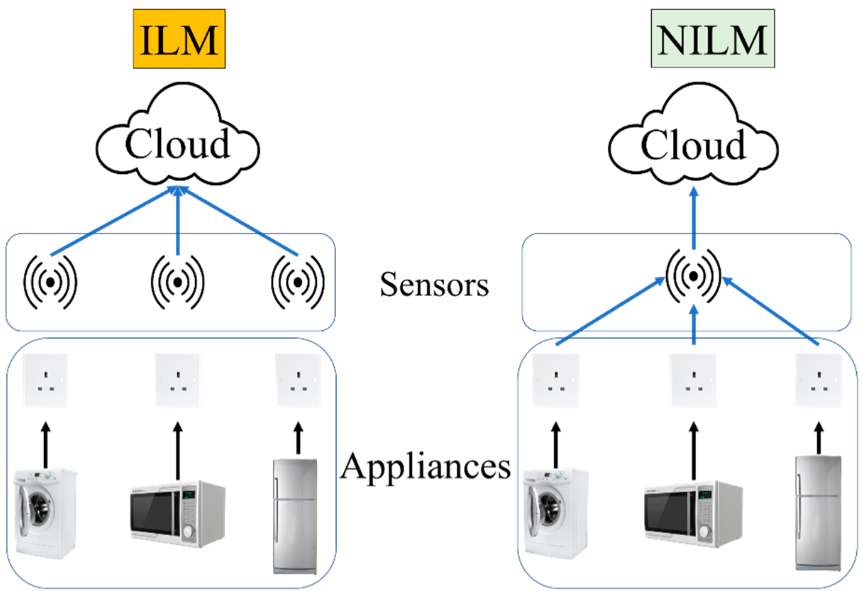 ILM
NILM
Cloud
Cloud
Sensors
Appliances